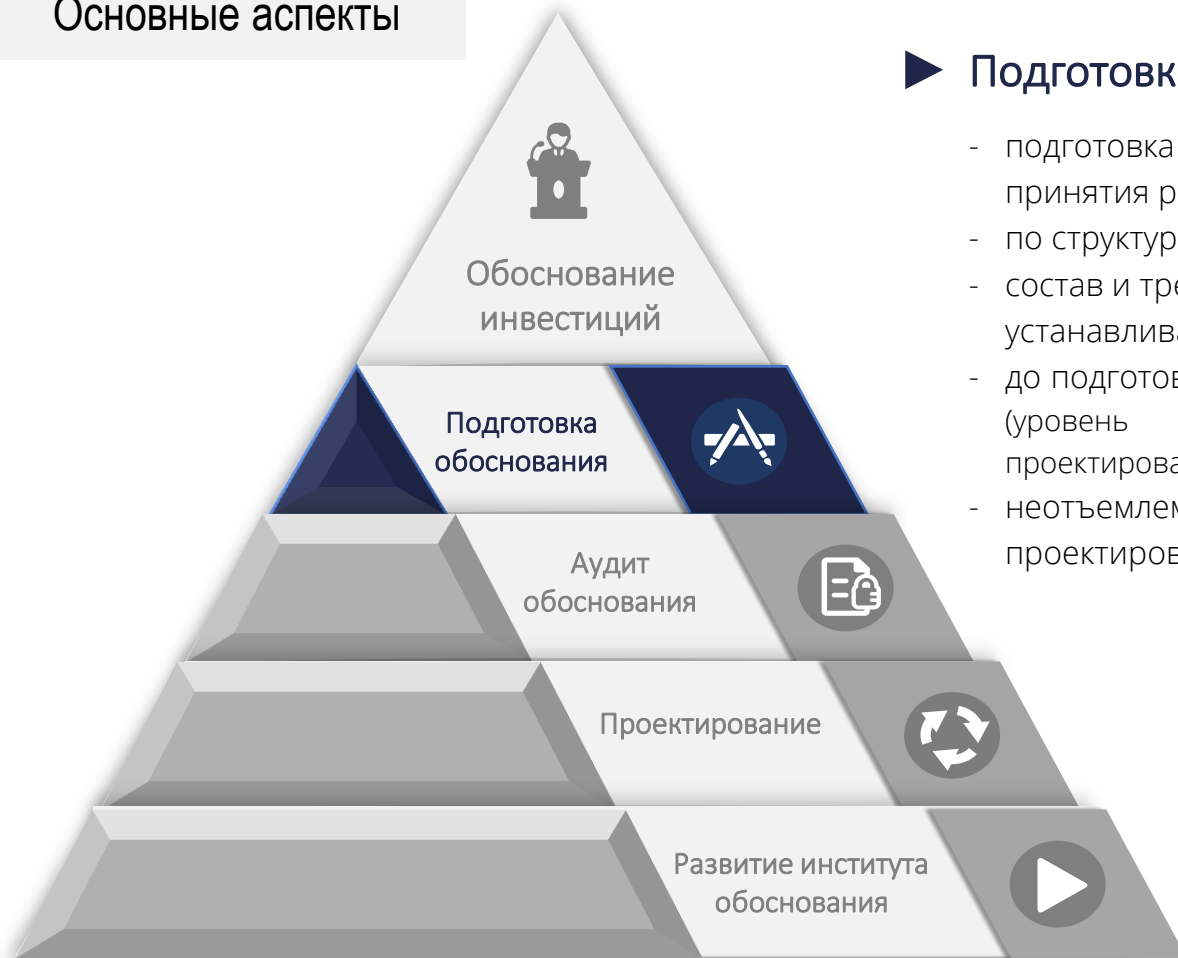 Основные аспекты
Обоснование
инвестиций
Подготовка
обоснования
Аудит
обоснования
Проектирование
Развитие института
обоснования
Подготовк
- подготовка
принятия р
- по структур
- состав и тре
устанавлива
- до подготов
(уровень
проектирова
- неотъемлем
проектиров